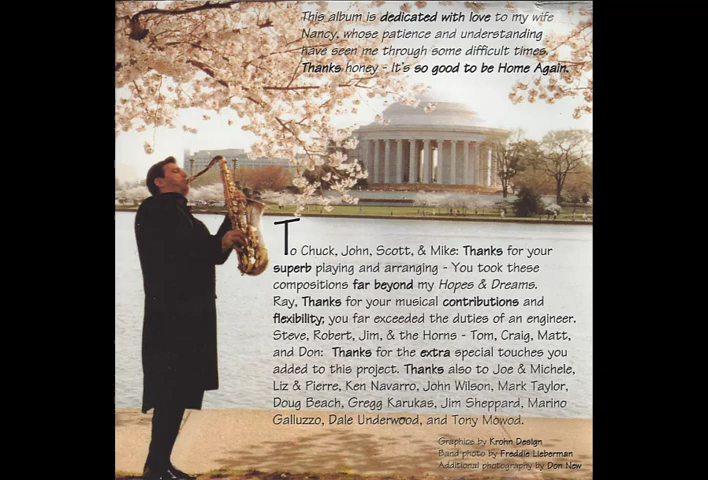 This album is dedicated with love to my wife
Nancy, whose patience and understanding
have seen me through some difficult times.
Thanks honey - It's so good to be Home Again.
To Chuck, John, Scott, & Mike: Thanks for your
superb playing and arranging - You took these
compositions far beyond my Hopes & Dreams.
Ray, Thanks for your musical contributions and
flexibility; you far exceeded the duties of an engineer.
Steve, Robert, Jim, & the Horns - Tom, Craig, Matt,
and Don: Thanks for the extra special touches you
added to this project. Thanks also to Joe & Michele,
Liz & Pierre, Ken Navarro, John Wilson, Mark Taylor,
Doug Beach, Gregg Karukas, Jim Sheppard, Marino
Galluzzo, Dale Underwood, and Tony Mowod.
Graphics by Krohn Design
Band photo by Freddie Lieberman
Additional photography by Don New